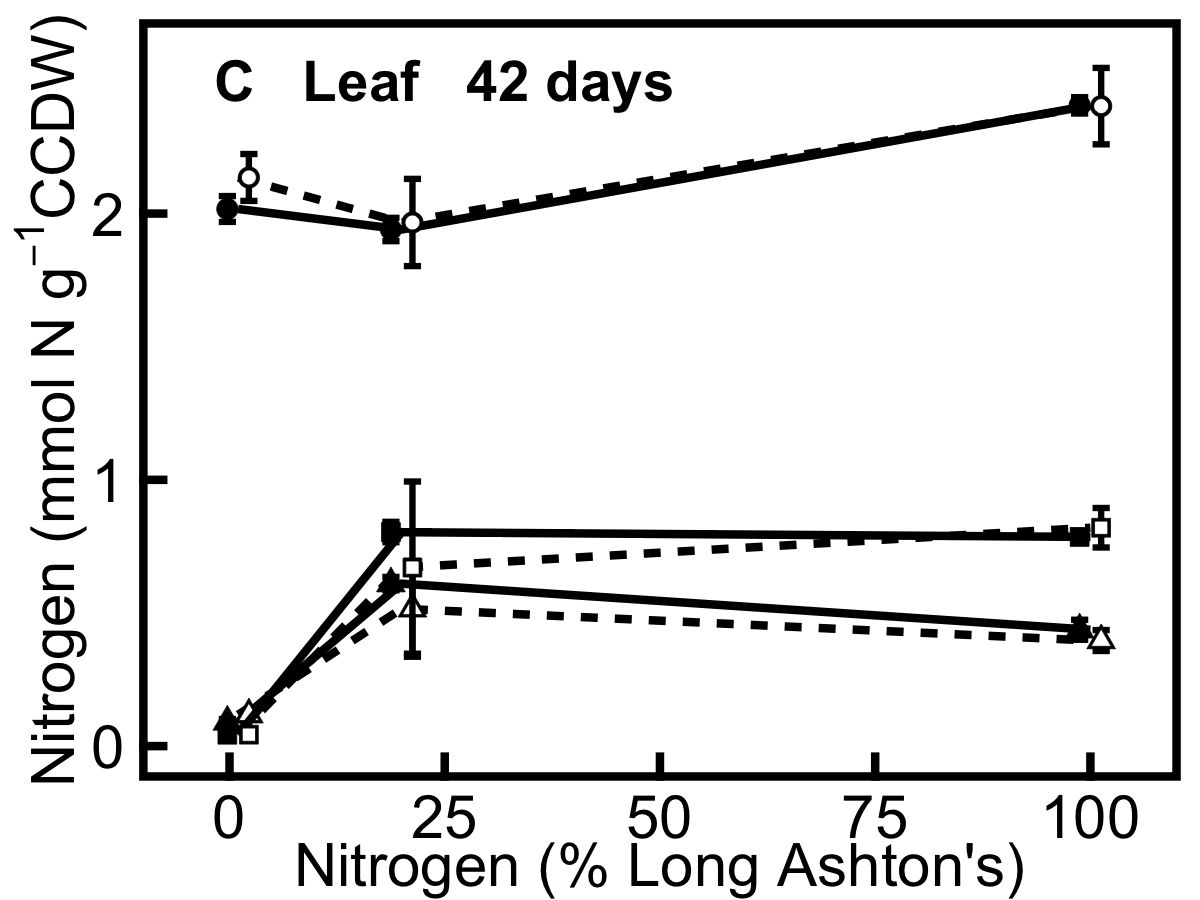 C Leaf 42 days
Nitrogen (mmol N g⁻¹CCDW)
2
1
0
0 25 50 75 100
Nitrogen (% Long Ashton's)